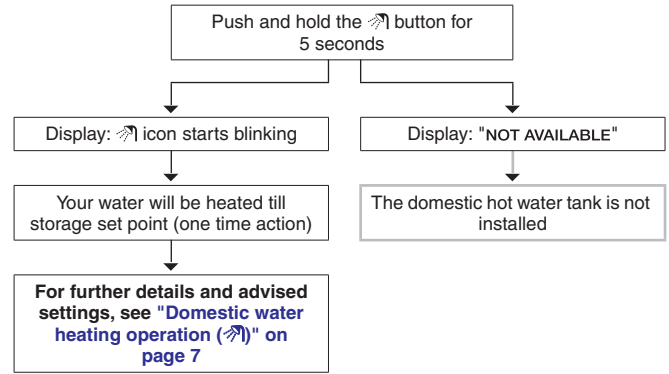 Push and hold the button for
5 seconds
Display: icon starts blinking
Display: "NOT AVAILABLE"
Your water will be heated till
storage set point (one time action)
The domestic hot water tank is not
installed
For further details and advised
settings, see "Domestic water
heating operation ()" on
page 7